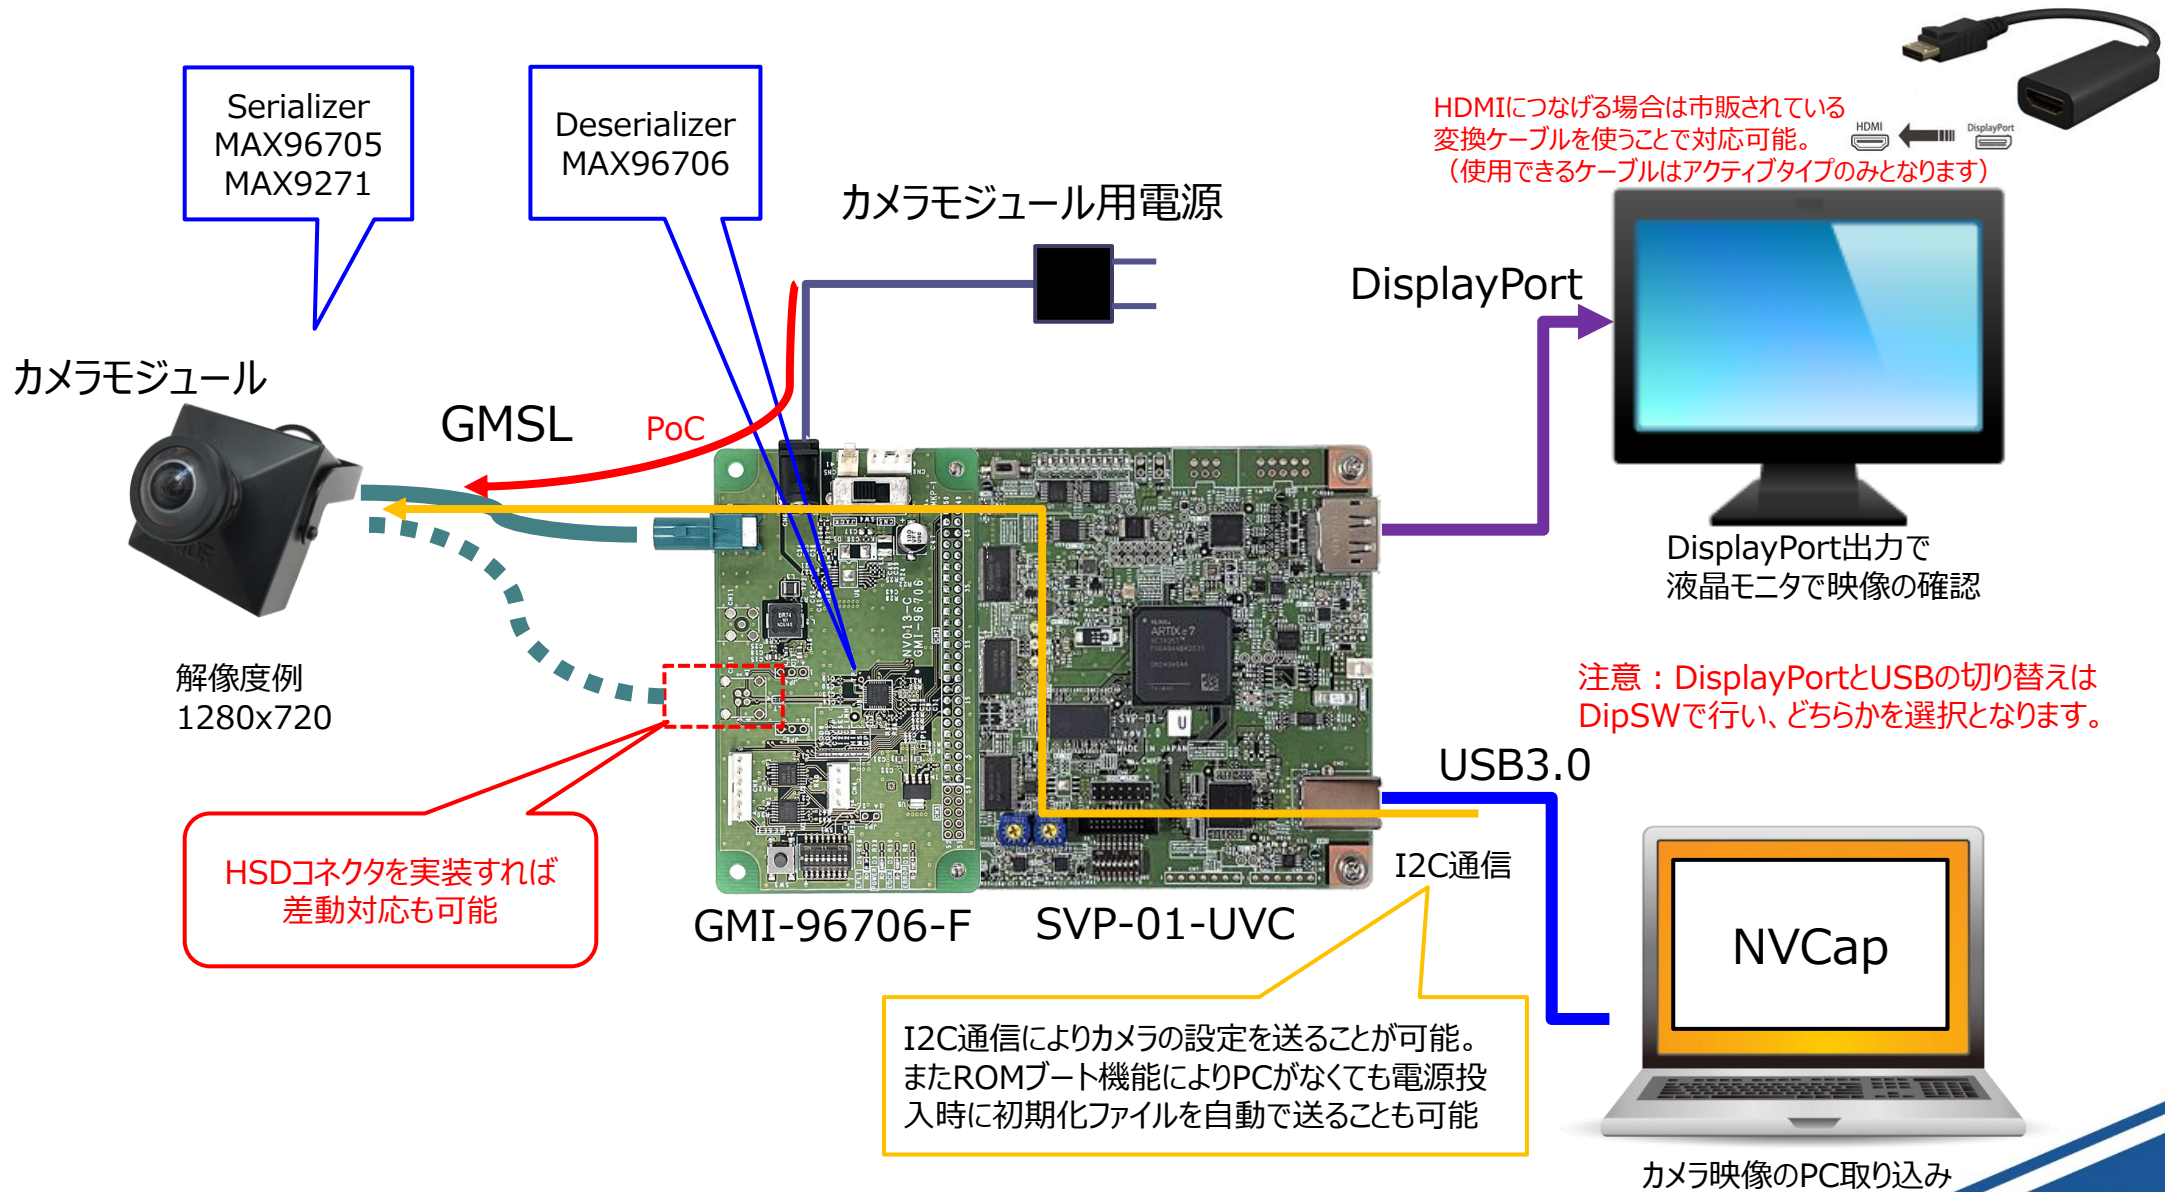 Serializer
MAX96705
MAX9271
Deserializer
MAX96706
カメラモジュール用電源
HDMIにつなげる場合は市販されている
変換ケーブルを使うことで対応可能。
（使用できるケーブルはアクティブタイプのみとなります）
HDMI
DisplayPort
DisplayPort
カメラモジュール
GMSL
PoC
DisplayPort出力で
液晶モニタで映像の確認
解像度例
1280x720
注意：DisplayPortとUSBの切り替えは
DipSWで行い、どちらかを選択となります。
NV013-C
GMI-96706
ARTIX-7
MADE IN JAPAN
USB3.0
HSDコネクタを実装すれば
差動対応も可能
I2C通信
GMI-96706-F
SVP-01-UVC
NVCap
I2C通信によりカメラの設定を送ることが可能。
またROMブート機能によりPCがなくても電源投
入時に初期化ファイルを自動で送ることも可能
カメラ映像のPC取り込み